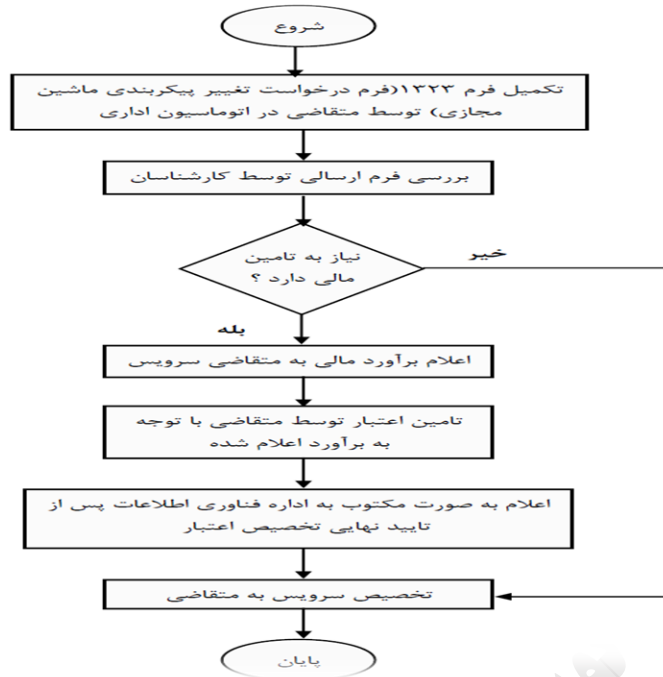 شروع
تکمیل فرم ۱۳۲۳(فرم درخواست تغییر پیکربندی ماشین
مجازی) توسط متقاضی در اتوماسیون اداری
بررسی فرم ارسالی توسط کارشناسان
نیاز به تامین
مالی دارد ؟
خیر
بله
اعلام برآورد مالی به متقاضی سرویس
تامین اعتبار توسط متقاضی با توجه
به برآورد اعلام شده
اعلام به صورت مکتوب به اداره فناوری اطلاعات پس از
تایید نهایی تخصیص اعتبار
تخصیص سرویس به متقاضی
پایان